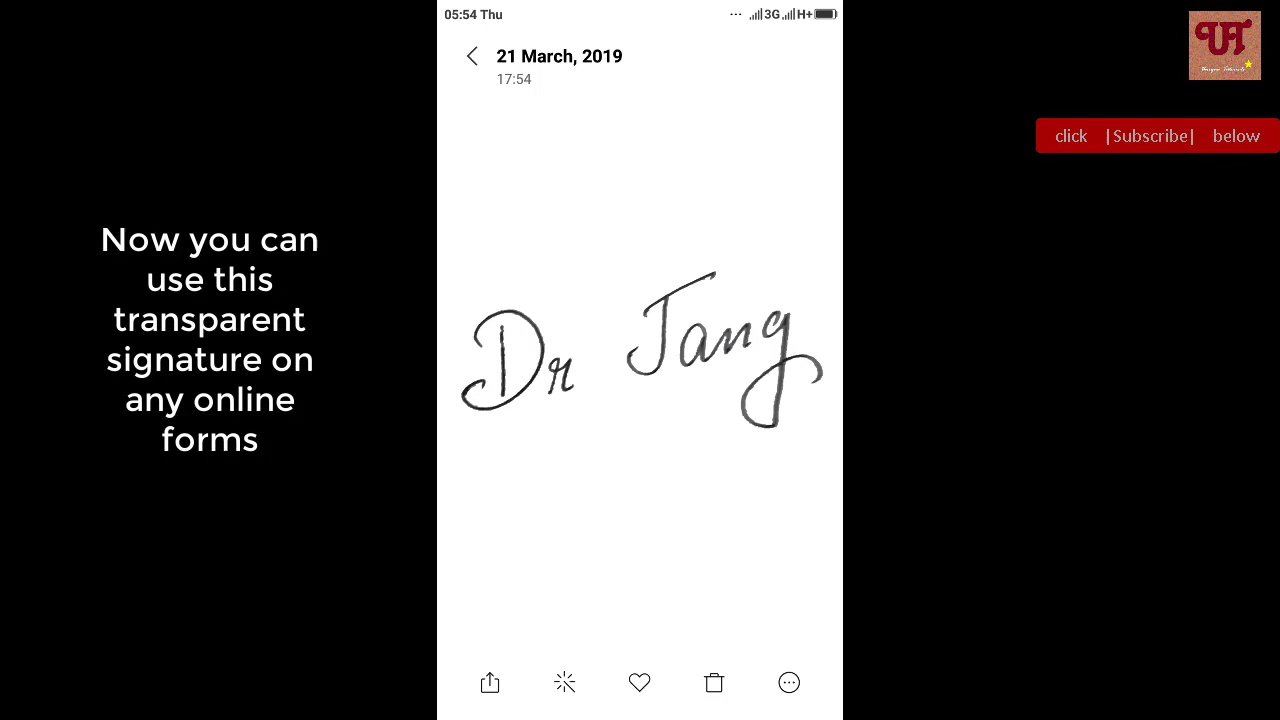 05:54 Thu
3G H+
21 March, 2019
17:54
UA
click |Subscribe| below
Now you can
use this
transparent
signature on
any online
forms
Dr Jang